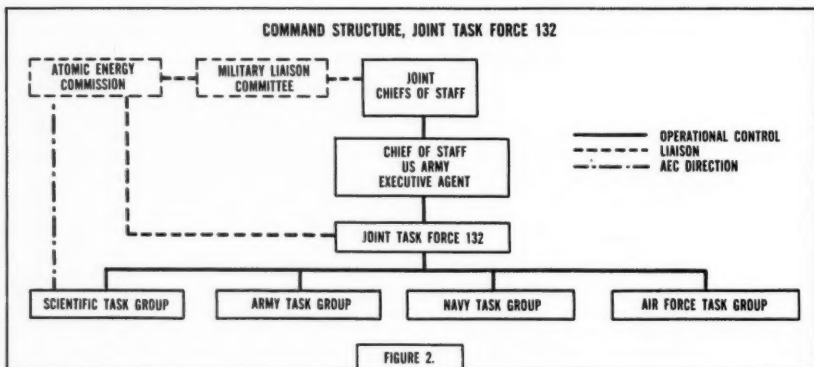 COMMAND STRUCTURE, JOINT TASK FORCE 132
ATOMIC ENERGY
COMMISSION
MILITARY LIAISON
COMMITTEE
JOINT
CHIEFS OF STAFF
OPERATIONAL CONTROL
LIAISON
AEC DIRECTION
CHIEF OF STAFF
US ARMY
EXECUTIVE AGENT
JOINT TASK FORCE 132
SCIENTIFIC TASK GROUP
ARMY TASK GROUP
NAVY TASK GROUP
AIR FORCE TASK GROUP
FIGURE 2.